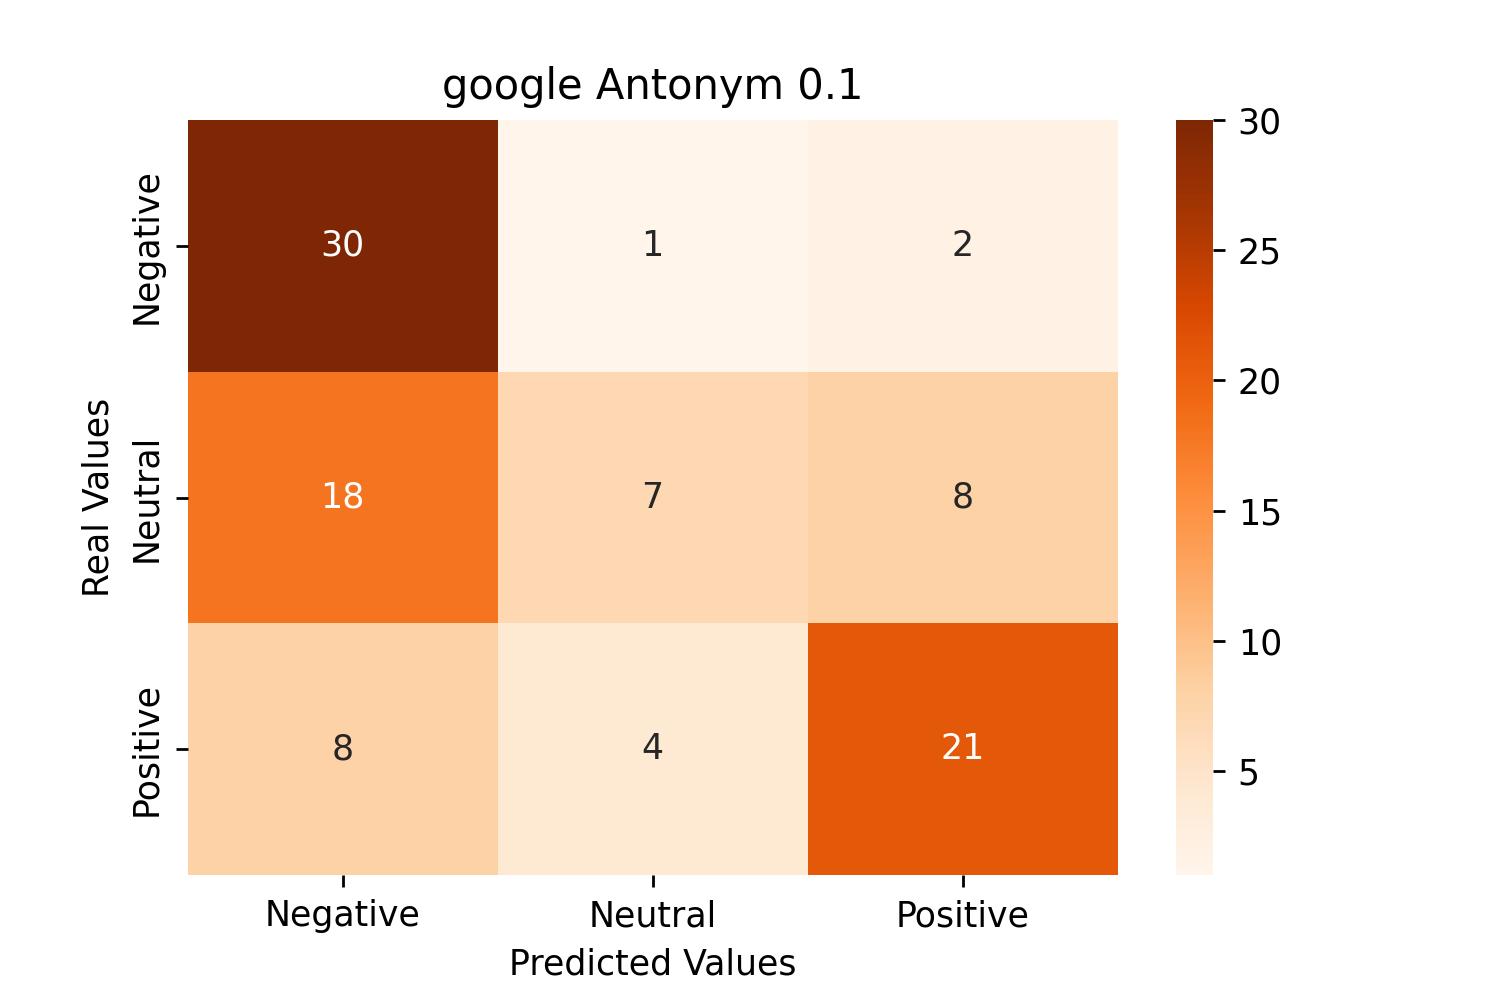 google Antonym 0.1
30
Negative
30
1
2
25
20
Real Values
Neutral
18
7
8
15
10
Positive
8
4
21
5
Negative Neutral Positive
Predicted Values